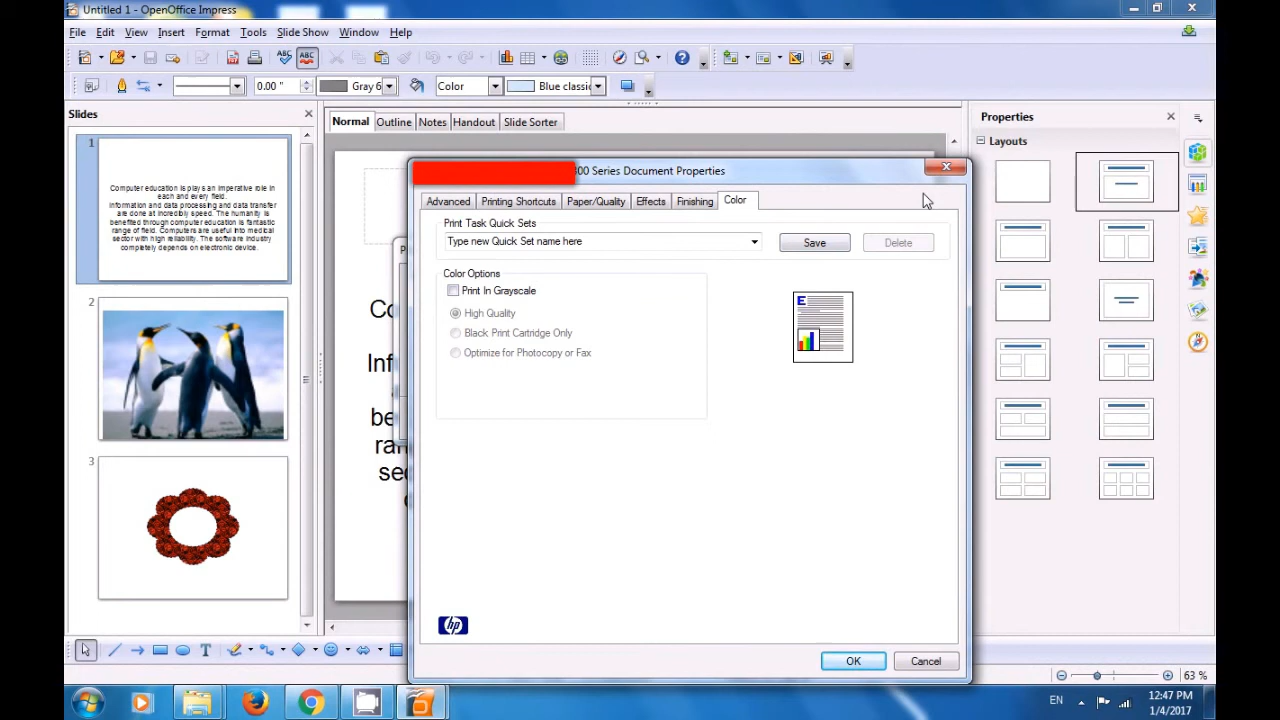 Untitled 1 - OpenOffice Impress
File Edit View Insert Format Tools Slide Show Window Help
0.00 " Gray 6 Color Blue classic
Slides
Normal Outline Notes Handout Slide Sorter
Properties
Layouts
1
Computer education is plays an imperative role in
each and every field.
Information and data processing and data transfer
are done at incredibly speed. The humanity is
benefited through computer education is fantastic
range of field. Computers are useful into medical
sector with high reliability. The software industry
completely depends on electronic device.
2
3
Co
Inf
be
ran
sec
Series Document Properties
Advanced Printing Shortcuts Paper/Quality Effects Finishing Color
Print Task Quick Sets
Type new Quick Set name here Save Delete
Color Options
Print In Grayscale
High Quality
Black Print Cartridge Only
Optimize for Photocopy or Fax
E
hp
OK Cancel
63 %
EN
12:47 PM
1/4/2017